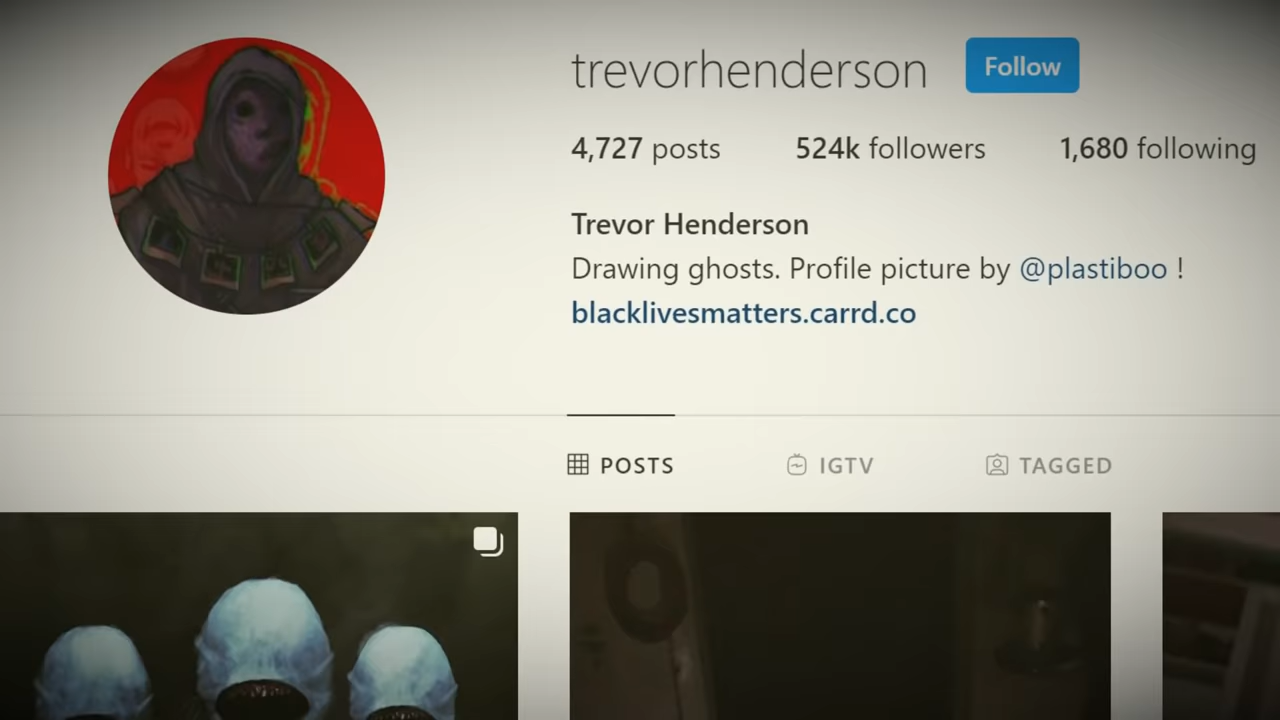 trevorhenderson Follow
4,727 posts 524k followers 1,680 following
Trevor Henderson
Drawing ghosts. Profile picture by @plastiboo !
blacklivesmatters.carrd.co
POSTS IGTV TAGGED